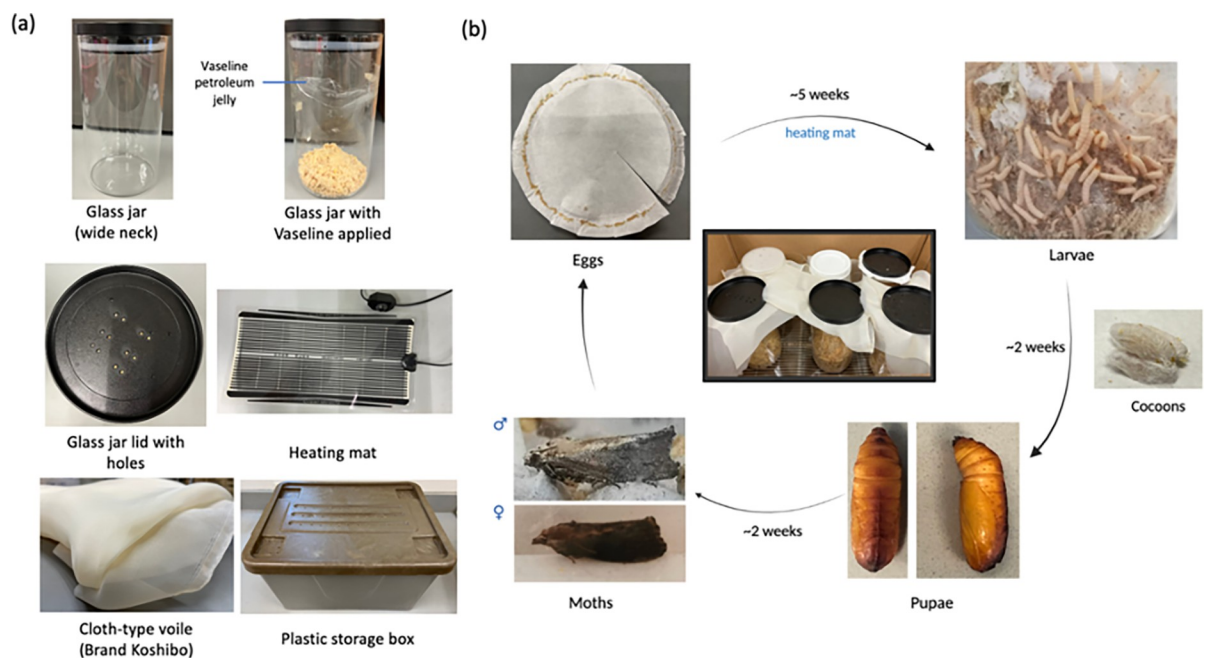 (a)
Vaseline
petroleum
jelly
Glass jar
(wide neck)
Glass jar with
Vaseline applied
Glass jar lid with
holes
Heating mat
Cloth-type voile
(Brand Koshibo)
Plastic storage box
(b)
~5 weeks
heating mat
Eggs
Larvae
~2 weeks
Cocoons
♂
♀
~2 weeks
Moths
Pupae